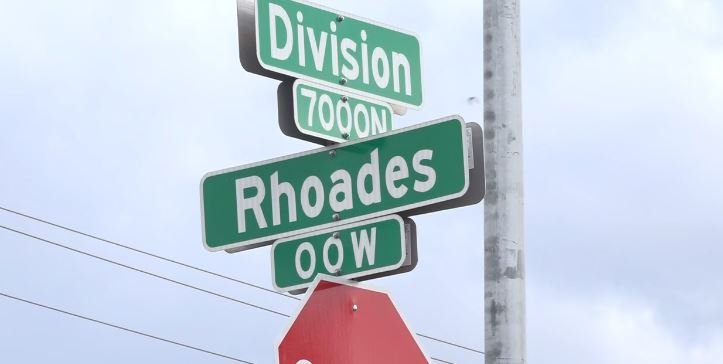 Division
7000N
Rhoades
00W